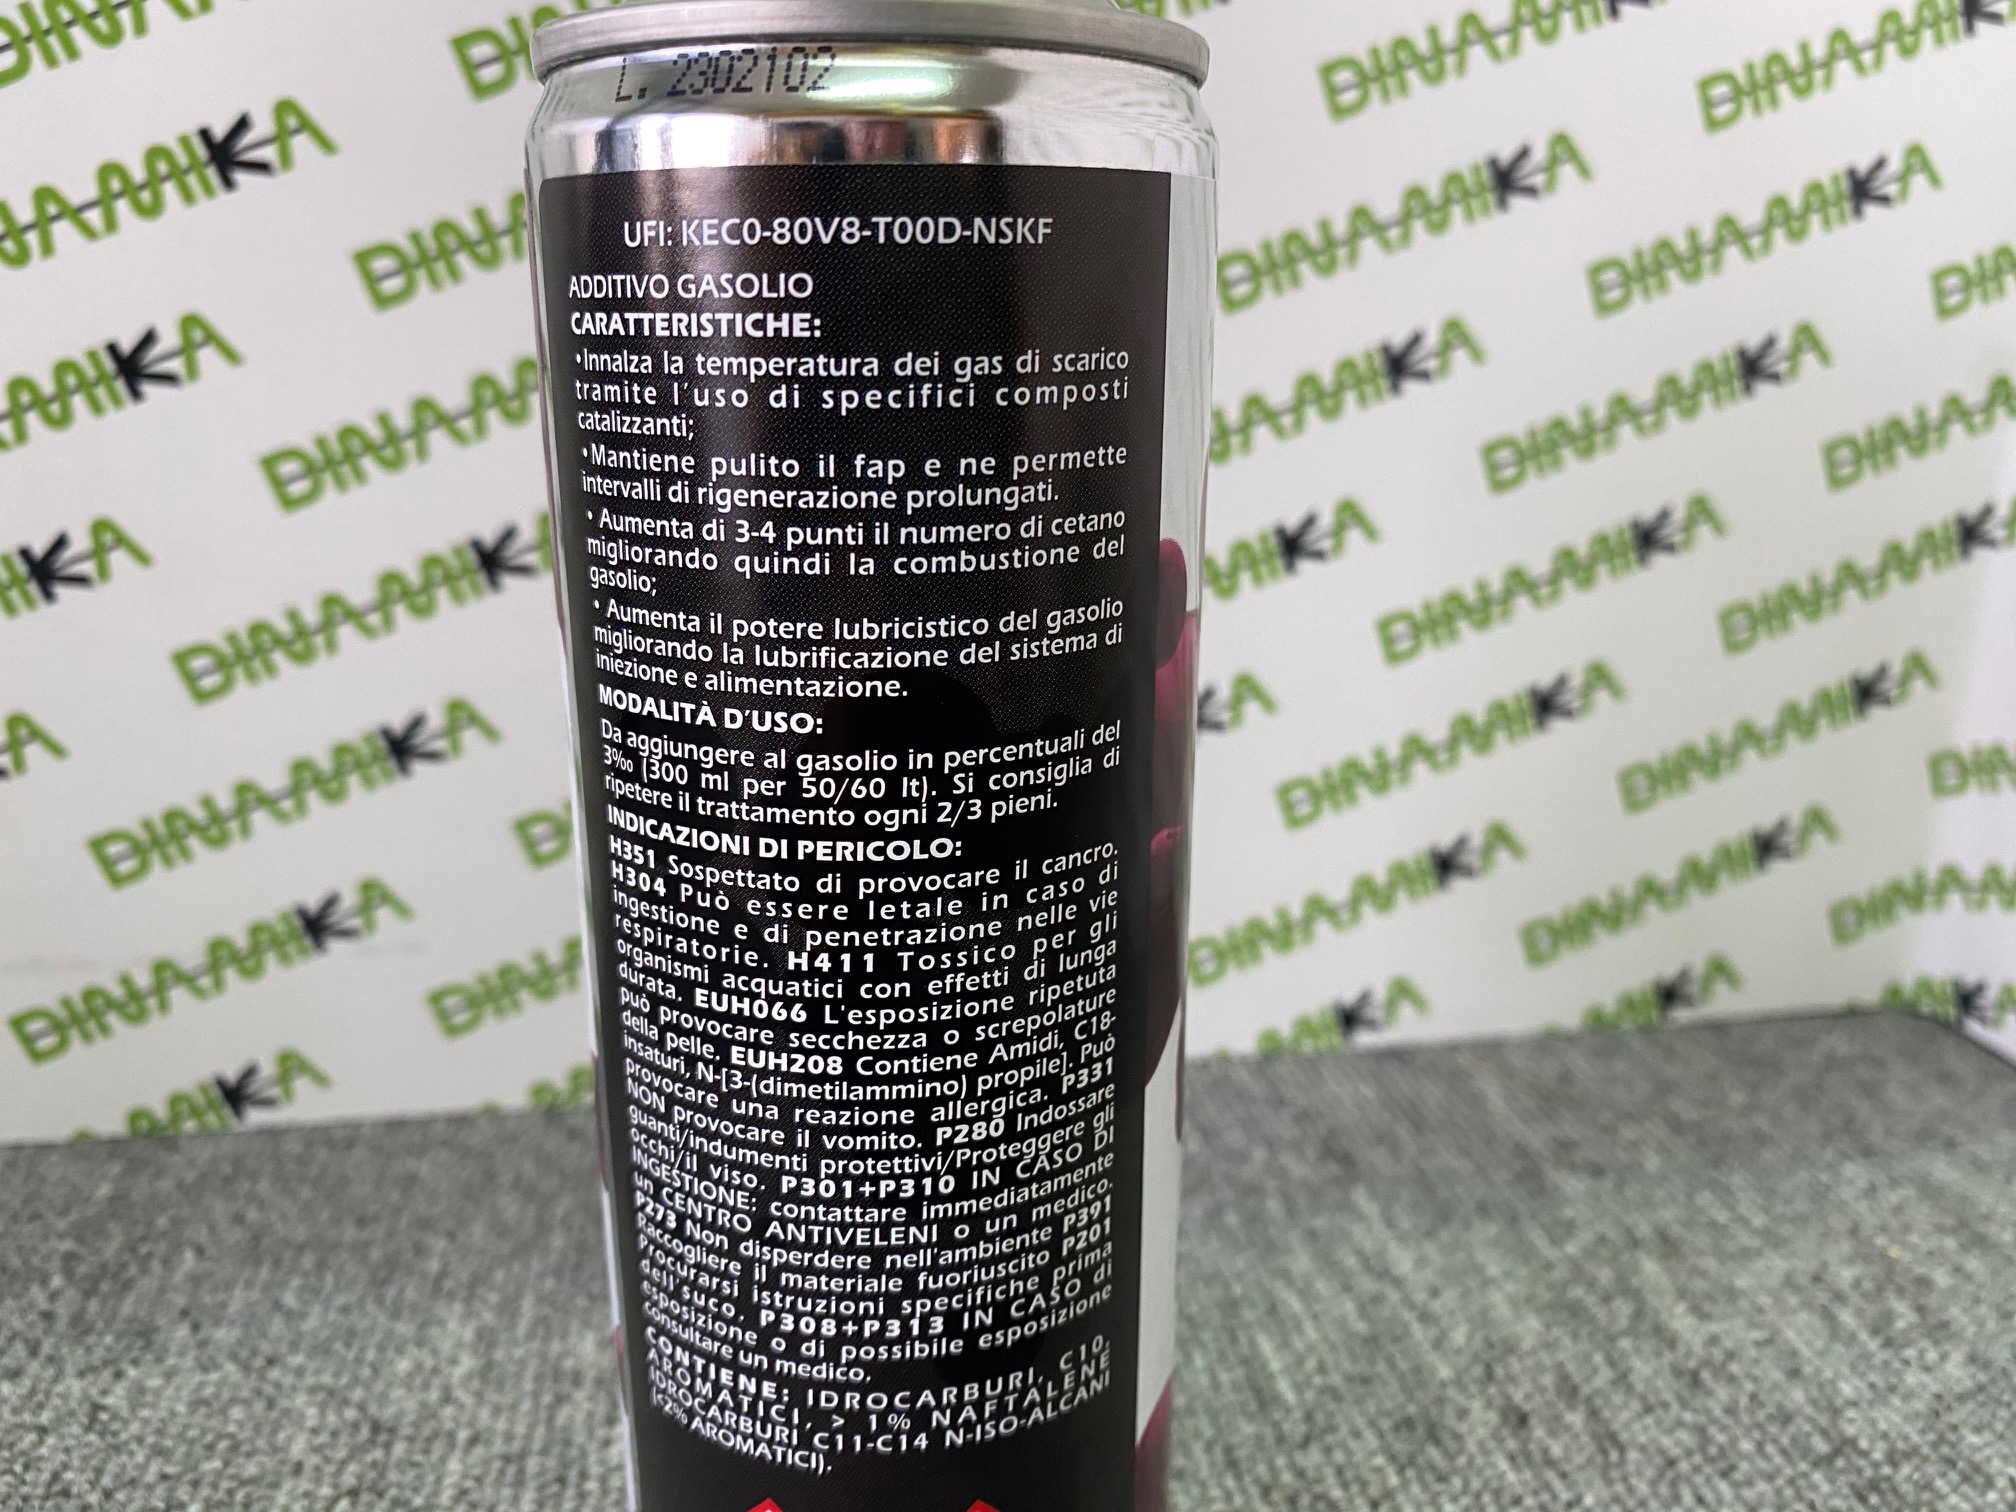 L. 2302102
UFI: KEC0-80V8-T00D-NSKF
ADDITIVO GASOLIO
CARATTERISTICHE:
•Innalza la temperatura dei gas di scarico
tramite l'uso di specifici composti
catalizzanti;
•Mantiene pulito il fap e ne permette
intervalli di rigenerazione prolungati.
• Aumenta di 3-4 punti il numero di cetano
migliorando quindi la combustione del
gasolio;
• Aumenta il potere lubricistico del gasolio
migliorando la lubrificazione del sistema di
iniezione e alimentazione.
MODALITÀ D'USO:
Da aggiungere al gasolio in percentuali del
3‰ (300 ml per 50/60 lt). Si consiglia di
ripetere il trattamento ogni 2/3 pieni.
INDICAZIONI DI PERICOLO:
H351 Sospettato di provocare il cancro.
H304 Può essere letale in caso di
ingestione e di penetrazione nelle vie
respiratorie. H411 Tossico per gli
organismi acquatici con effetti di lunga
durata. EUH066 L'esposizione ripetuta
può provocare secchezza o screpolature
della pelle. EUH208 Contiene Amidi, C18-
insaturi, N-[3-(dimetilammino) propile]. Può
provocare una reazione allergica. P331
NON provocare il vomito. P280 Indossare
guanti/indumenti protettivi/Proteggere gli
occhi/il viso. P301+P310 IN CASO DI
INGESTIONE: contattare immediatamente
un CENTRO ANTIVELENI o un medico.
P273 Non disperdere nell'ambiente P391
Raccogliere il materiale fuoriuscito P201
Procurarsi istruzioni specifiche prima
dell'suco. P308+P313 IN CASO di
esposizione o di possibile esposizione
consultare un medico.
CONTIENE: IDROCARBURI, C10,
AROMATICI, > 1% NAFTALENE
IDROCARBURI C11-C14 N-ISO-ALCANI
(<2% AROMATICI).
DINAMIKA